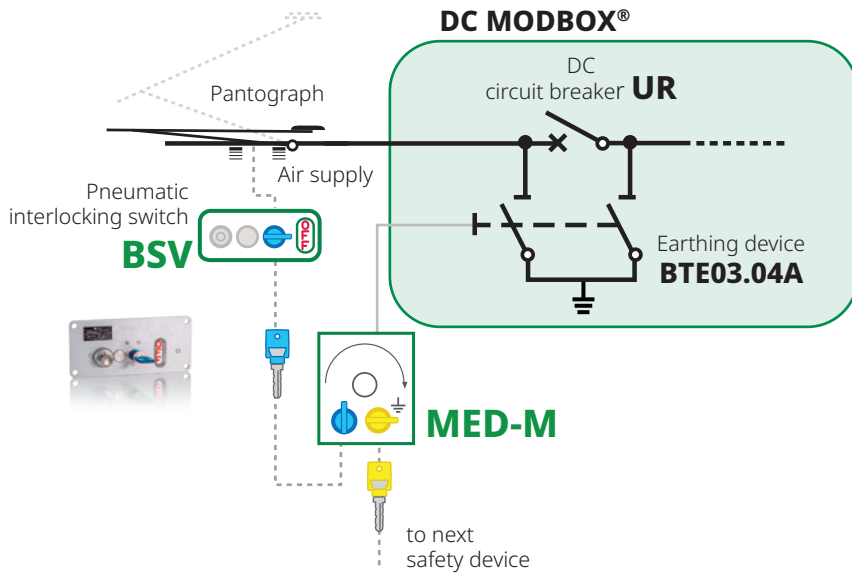 DC MODBOX®
DC
circuit breaker UR
Pantograph
Air supply
Pneumatic
interlocking switch
BSV
OFF
Earthing device
BTE03.04A
MED-M
to next
safety device